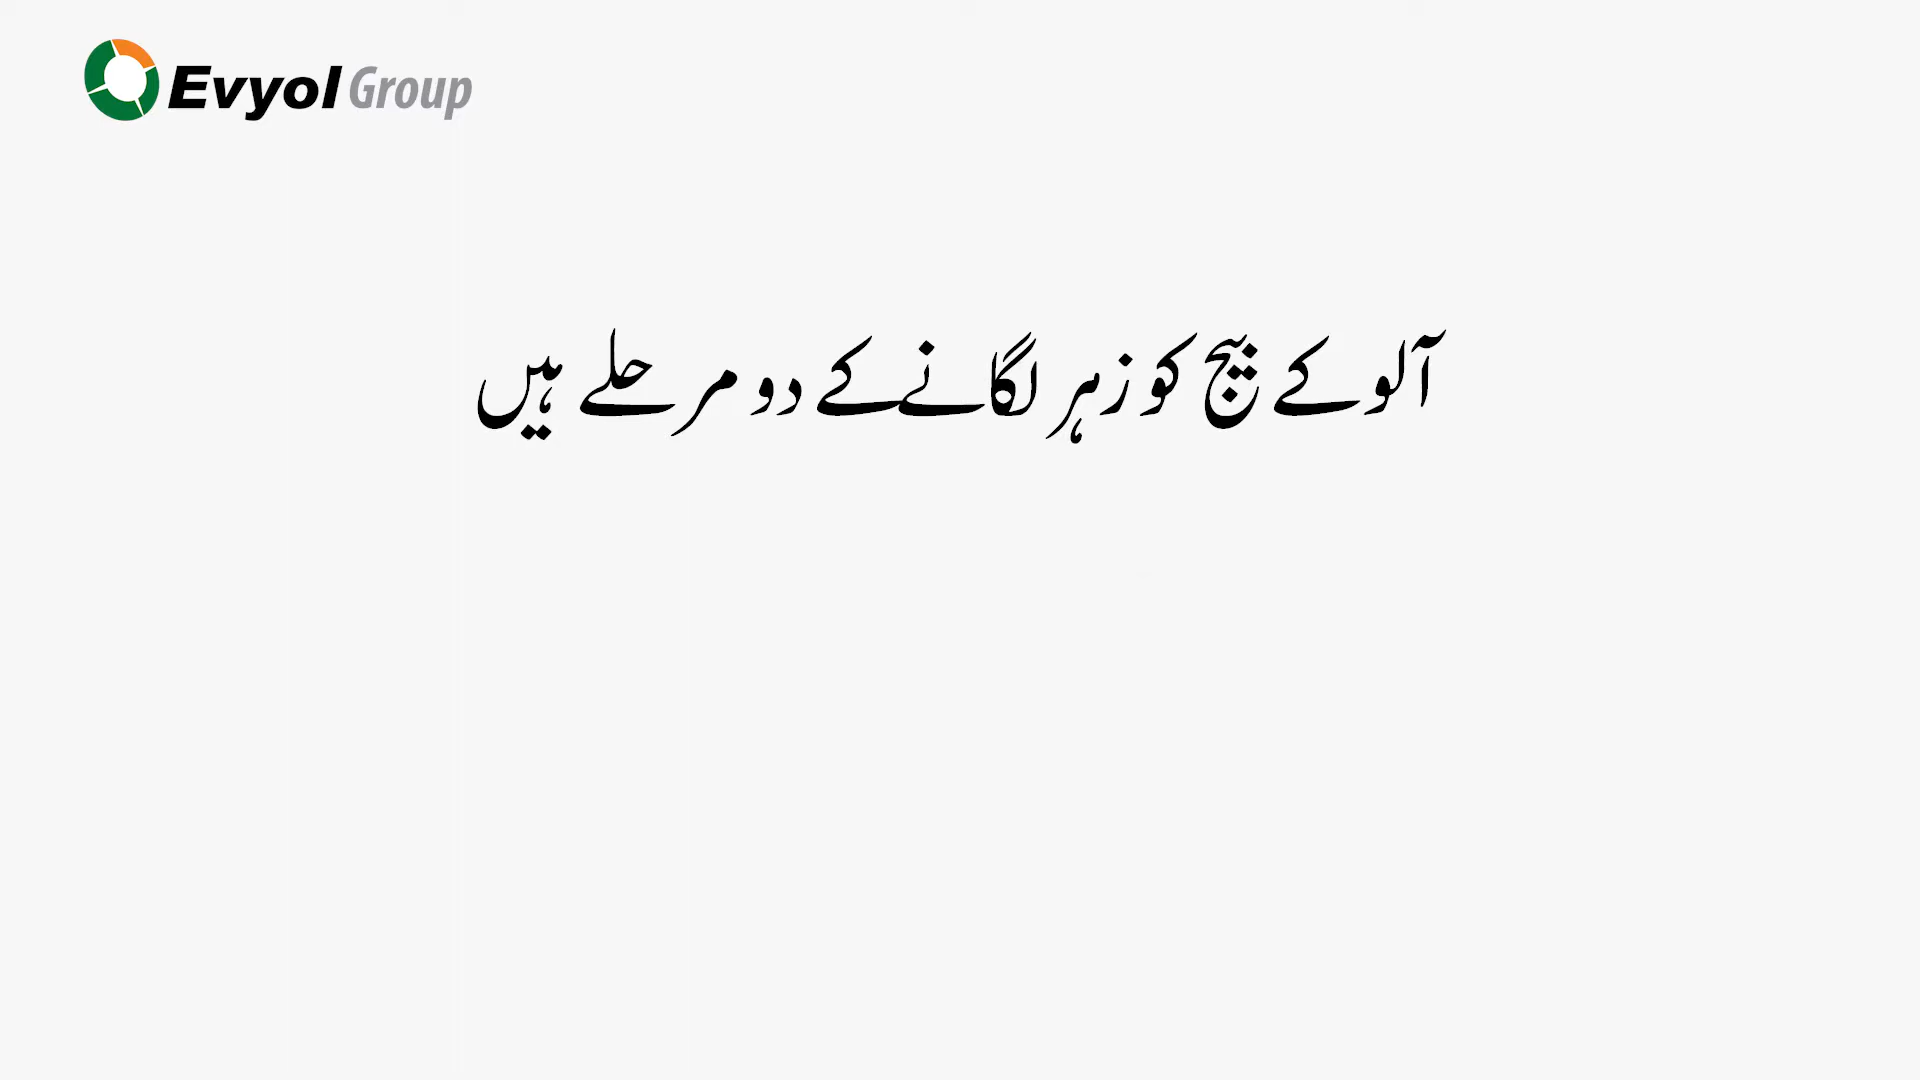 Evyol Group
آلو کے بیج کو زہر لگانے کے دو مرحلے ہیں